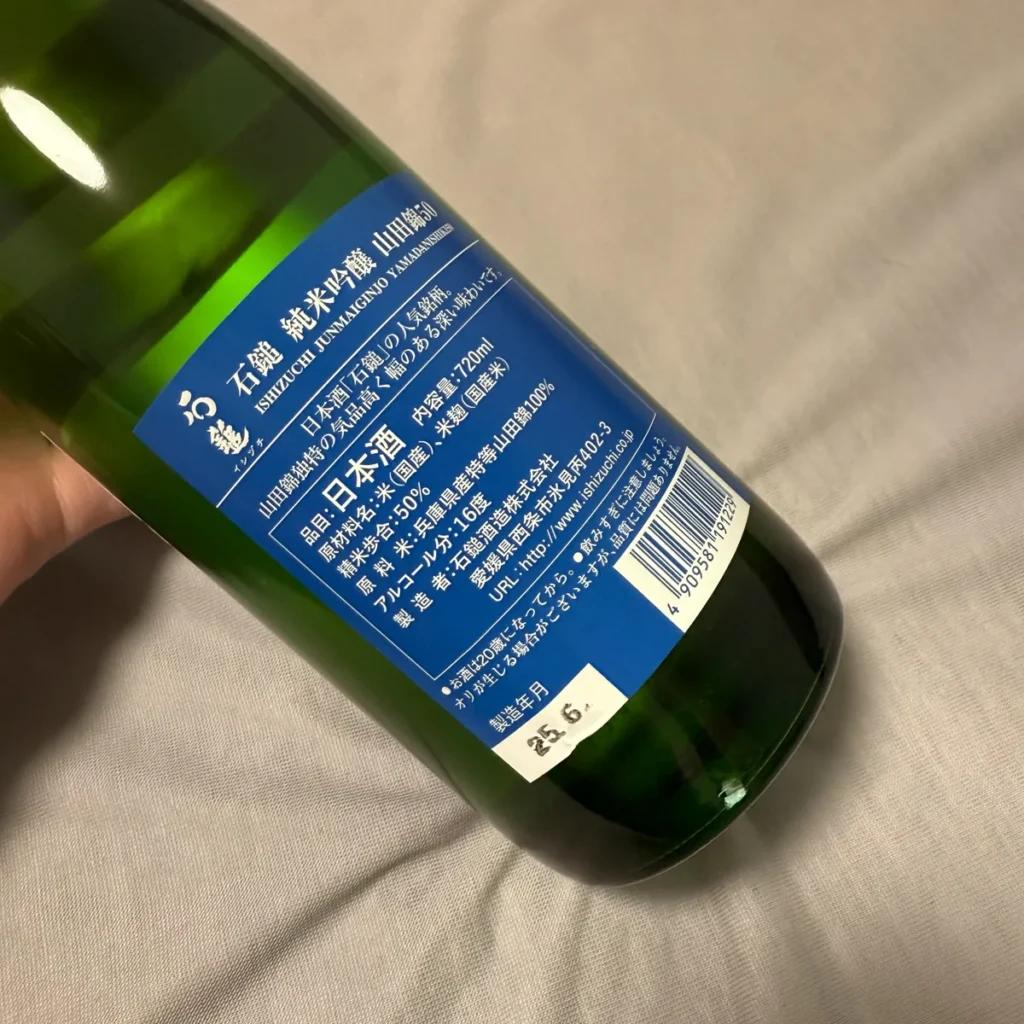 石鎚
イシヅチ
石鎚 純米吟醸 山田錦50
ISHIZUCHI JUNMAIGINJO YAMADANISHIKI50
日本酒「石鎚」の人気銘柄。
山田錦独特の気品高く幅のある深い味わいです。
品目:日本酒 内容量:720ml
原材料名:米(国産)、米麹(国産米)
精米歩合:50%
原料米:兵庫県産特等山田錦100%
アルコール分:16度
製造者:石鎚酒造株式会社
愛媛県西条市氷見丙402-3
URL: http://www.ishizuchi.co.jp
●お酒は20歳になってから。●飲みすぎに注意しましょう。
オリが生じる場合がございますが、品質には問題ありません。
製造年月
25.6.
4 909581 191229